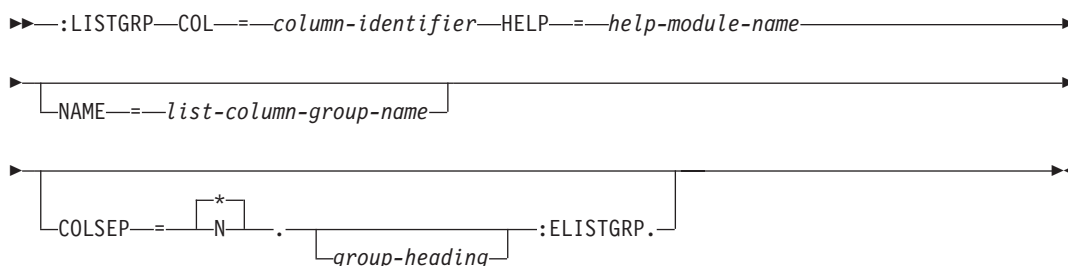 :LISTGRP COL = column-identifier HELP = help-module-name
NAME = list-column-group-name
*
COLSEP = N . :ELISTGRP.
group-heading